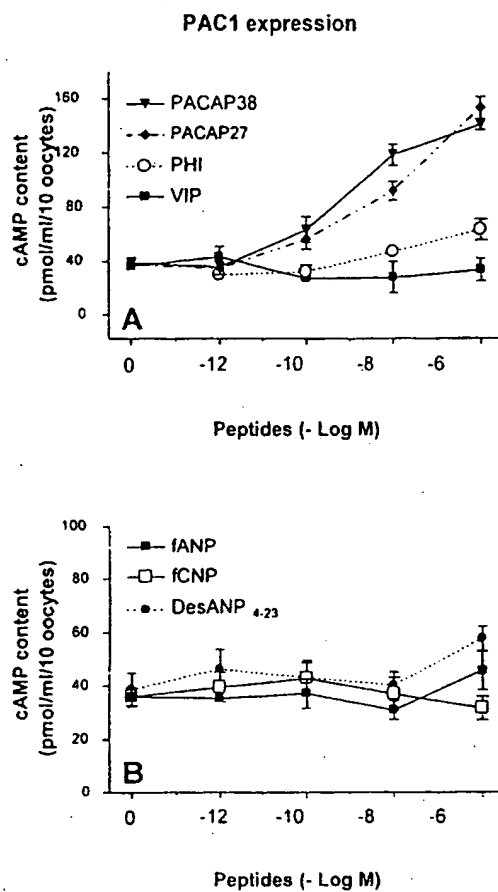 PAC1 expression
cAMP content
(pmol/ml/10 oocytes)
160
120
80
40
0
PACAP38
PACAP27
PHI
VIP
A
0 -12 -10 -8 -6
Peptides (- Log M)
cAMP content
(pmol/ml/10 oocytes)
100
80
60
40
20
0
fANP
fCNP
DesANP 4-23
B
0 -12 -10 -8 -6
Peptides (- Log M)